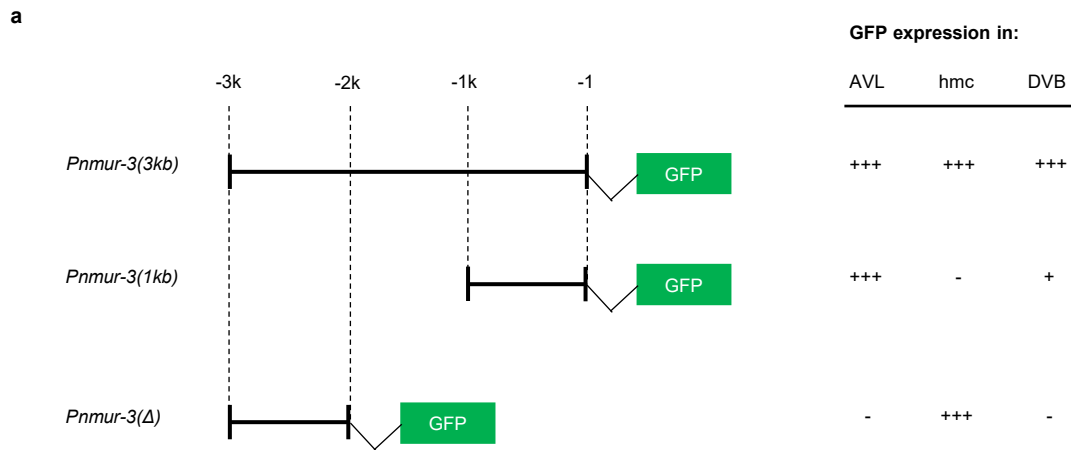 a
GFP expression in:
-3k -2k -1k -1 AVL hmc DVB
Pnmur-3(3kb) GFP +++ +++ +++
Pnmur-3(1kb) GFP +++ - +
Pnmur-3(Δ) GFP - +++ -